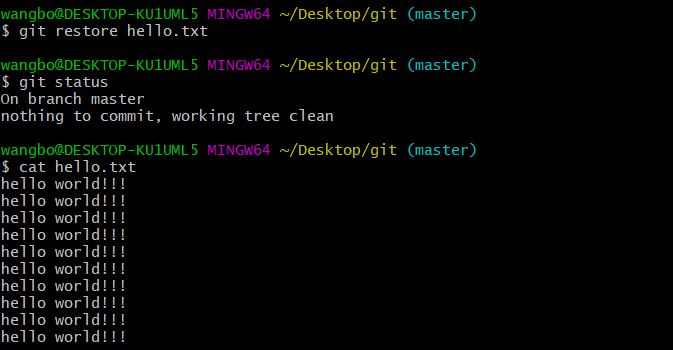 wangbo@DESKTOP-KU1UML5 MINGW64 ~/Desktop/git (master)
$ git restore hello.txt
wangbo@DESKTOP-KU1UML5 MINGW64 ~/Desktop/git (master)
$ git status
On branch master
nothing to commit, working tree clean
wangbo@DESKTOP-KU1UML5 MINGW64 ~/Desktop/git (master)
$ cat hello.txt
hello world!!!
hello world!!!
hello world!!!
hello world!!!
hello world!!!
hello world!!!
hello world!!!
hello world!!!
hello world!!!
hello world!!!